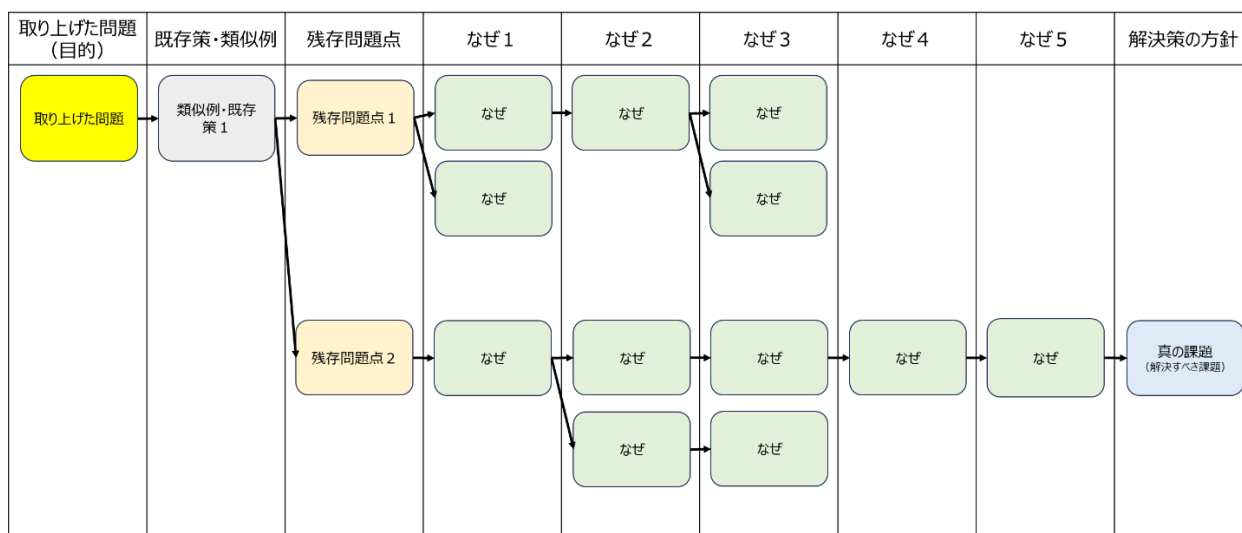 取り上げた問題
(目的)
既存策・類似例
残存問題点
なぜ１
なぜ２
なぜ３
なぜ４
なぜ５
解決策の方針
取り上げた問題
類似例・既存
策１
残存問題点１
なぜ
なぜ
なぜ
なぜ
なぜ
残存問題点２
なぜ
なぜ
なぜ
なぜ
なぜ
真の課題
(解決すべき課題)
なぜ
なぜ